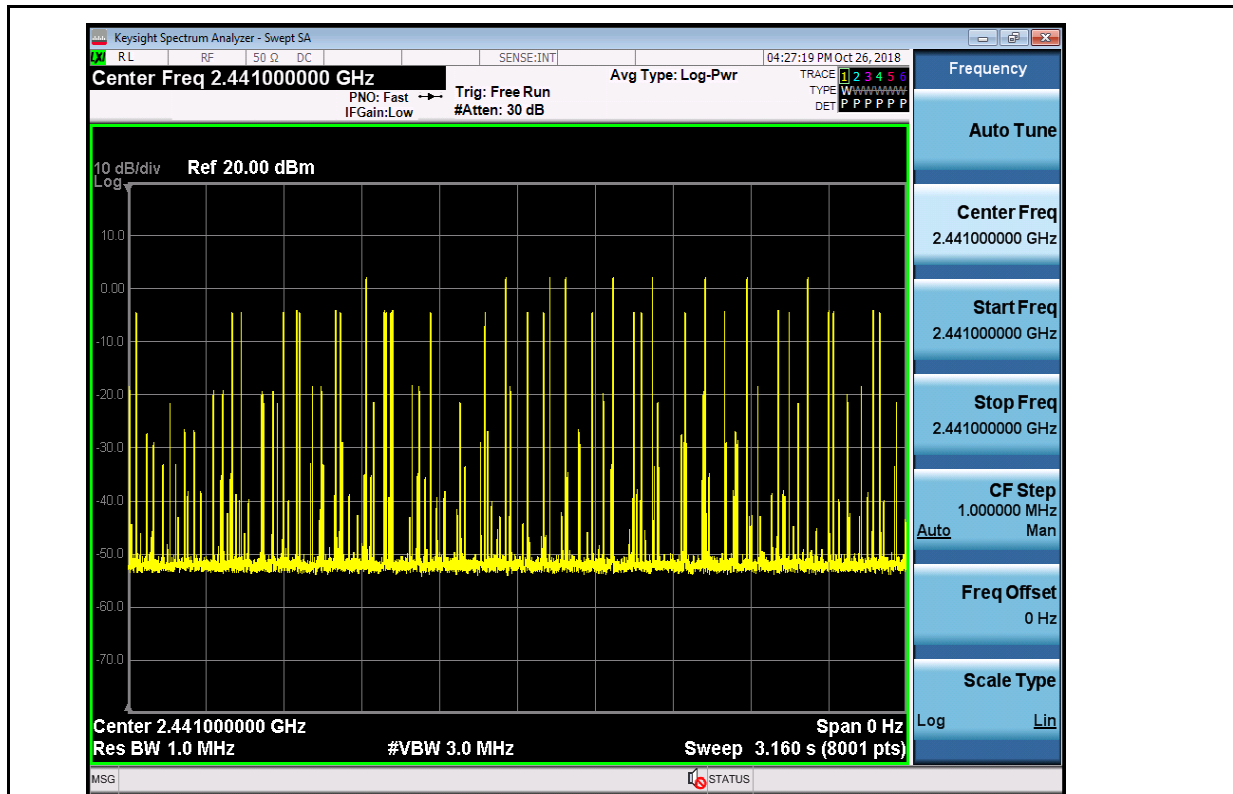 Keysight Spectrum Analyzer - Swept SA
LXI RL RF 50 Ω DC SENSE:INT 04:27:19 PM Oct 26, 2018
Center Freq 2.441000000 GHz
Avg Type: Log-Pwr
TRACE 1 2 3 4 5 6
PNO: Fast
Trig: Free Run
TYPE WWWWWW
IFGain:Low
#Atten: 30 dB
DET P P P P P P
10 dB/div Ref 20.00 dBm
Log
10.0
0.00
-10.0
-20.0
-30.0
-40.0
-50.0
-60.0
-70.0
Center 2.441000000 GHz Span 0 Hz
Res BW 1.0 MHz #VBW 3.0 MHz Sweep 3.160 s (8001 pts)
MSG STATUS
Frequency
Auto Tune
Center Freq
2.441000000 GHz
Start Freq
2.441000000 GHz
Stop Freq
2.441000000 GHz
CF Step
1.000000 MHz
Auto Man
Freq Offset
0 Hz
Scale Type
Log Lin